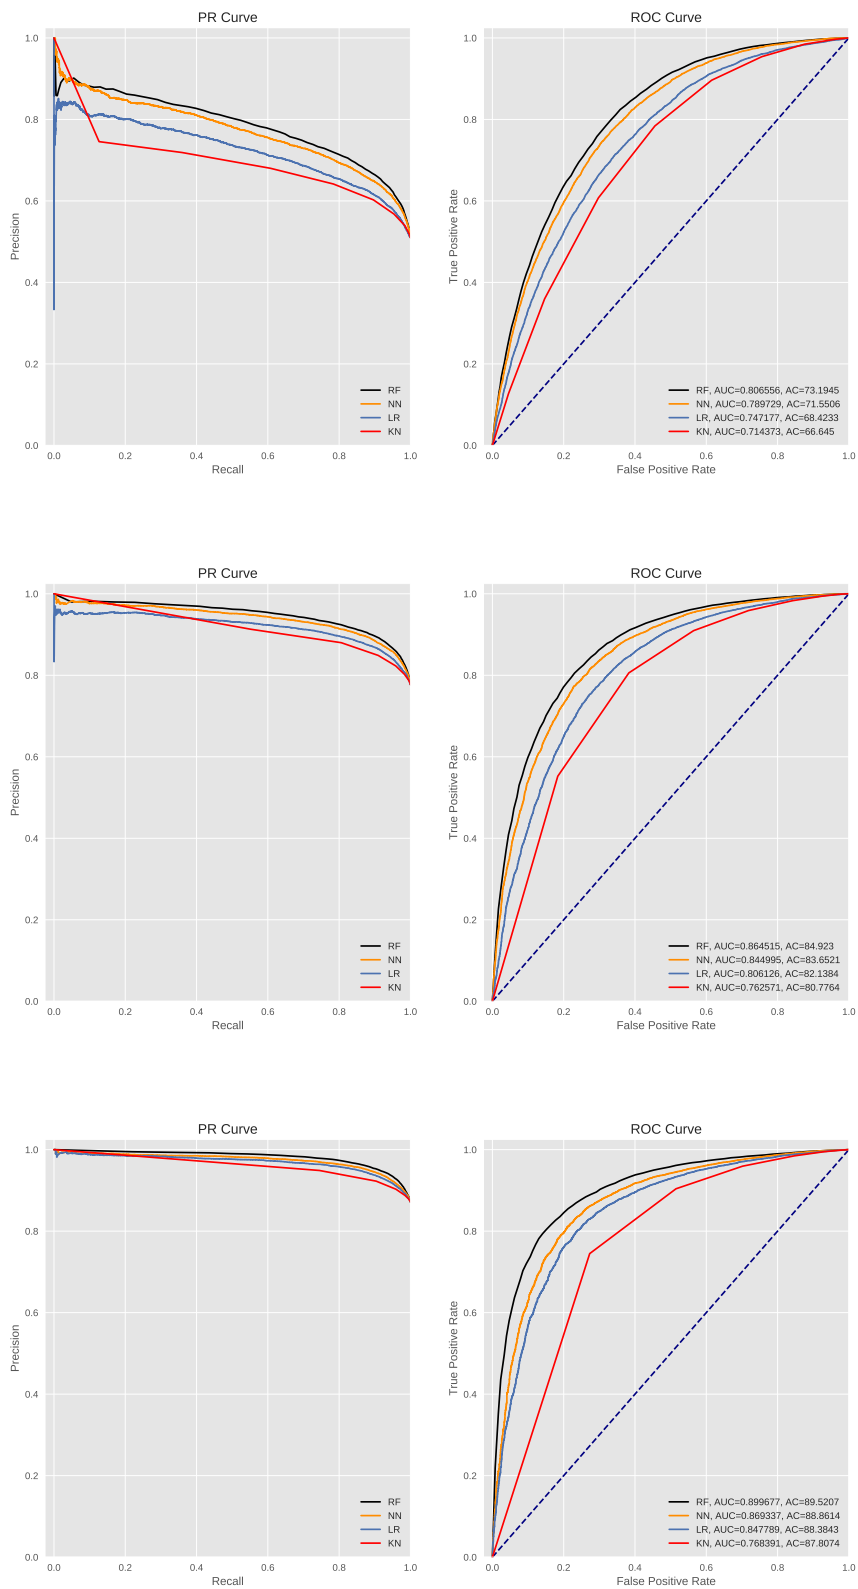 PR Curve
1.0
0.8
0.6
0.4
0.2
0.0
Precision
RF
NN
LR
KN
0.0 0.2 0.4 0.6 0.8 1.0
Recall
ROC Curve
1.0
0.8
0.6
0.4
0.2
0.0
True Positive Rate
RF, AUC=0.806556, AC=73.1945
NN, AUC=0.789729, AC=71.5506
LR, AUC=0.747177, AC=68.4233
KN, AUC=0.714373, AC=66.645
0.0 0.2 0.4 0.6 0.8 1.0
False Positive Rate
PR Curve
1.0
0.8
0.6
0.4
0.2
0.0
Precision
RF
NN
LR
KN
0.0 0.2 0.4 0.6 0.8 1.0
Recall
ROC Curve
1.0
0.8
0.6
0.4
0.2
0.0
True Positive Rate
RF, AUC=0.864515, AC=84.923
NN, AUC=0.844995, AC=83.6521
LR, AUC=0.806126, AC=82.1384
KN, AUC=0.762571, AC=80.7764
0.0 0.2 0.4 0.6 0.8 1.0
False Positive Rate
PR Curve
1.0
0.8
0.6
0.4
0.2
0.0
Precision
RF
NN
LR
KN
0.0 0.2 0.4 0.6 0.8 1.0
Recall
ROC Curve
1.0
0.8
0.6
0.4
0.2
0.0
True Positive Rate
RF, AUC=0.899677, AC=89.5207
NN, AUC=0.869337, AC=88.8614
LR, AUC=0.847789, AC=88.3843
KN, AUC=0.768391, AC=87.8074
0.0 0.2 0.4 0.6 0.8 1.0
False Positive Rate